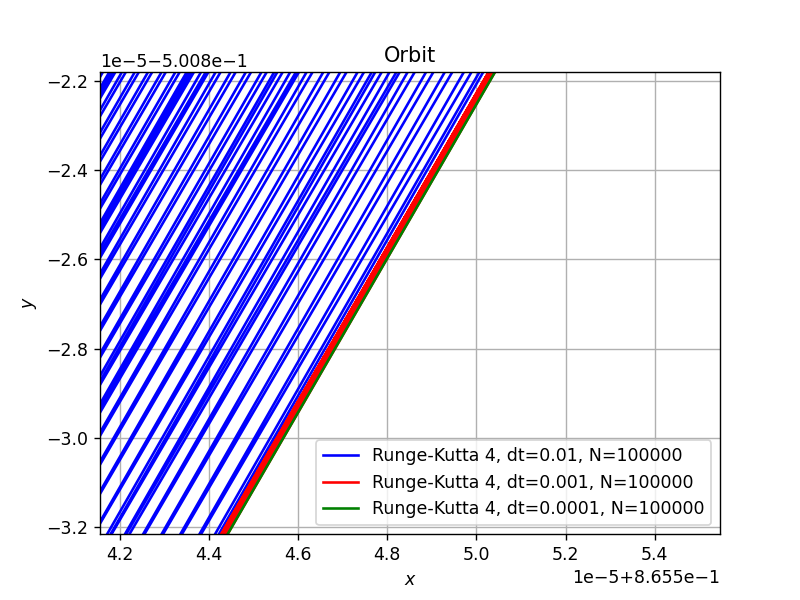 Orbit
1e−5−5.008e−1
−2.2
−2.4
−2.6
−2.8
−3.0
−3.2
y
Runge-Kutta 4, dt=0.01, N=100000
Runge-Kutta 4, dt=0.001, N=100000
Runge-Kutta 4, dt=0.0001, N=100000
4.2 4.4 4.6 4.8 5.0 5.2 5.4
x
1e−5+8.655e−1